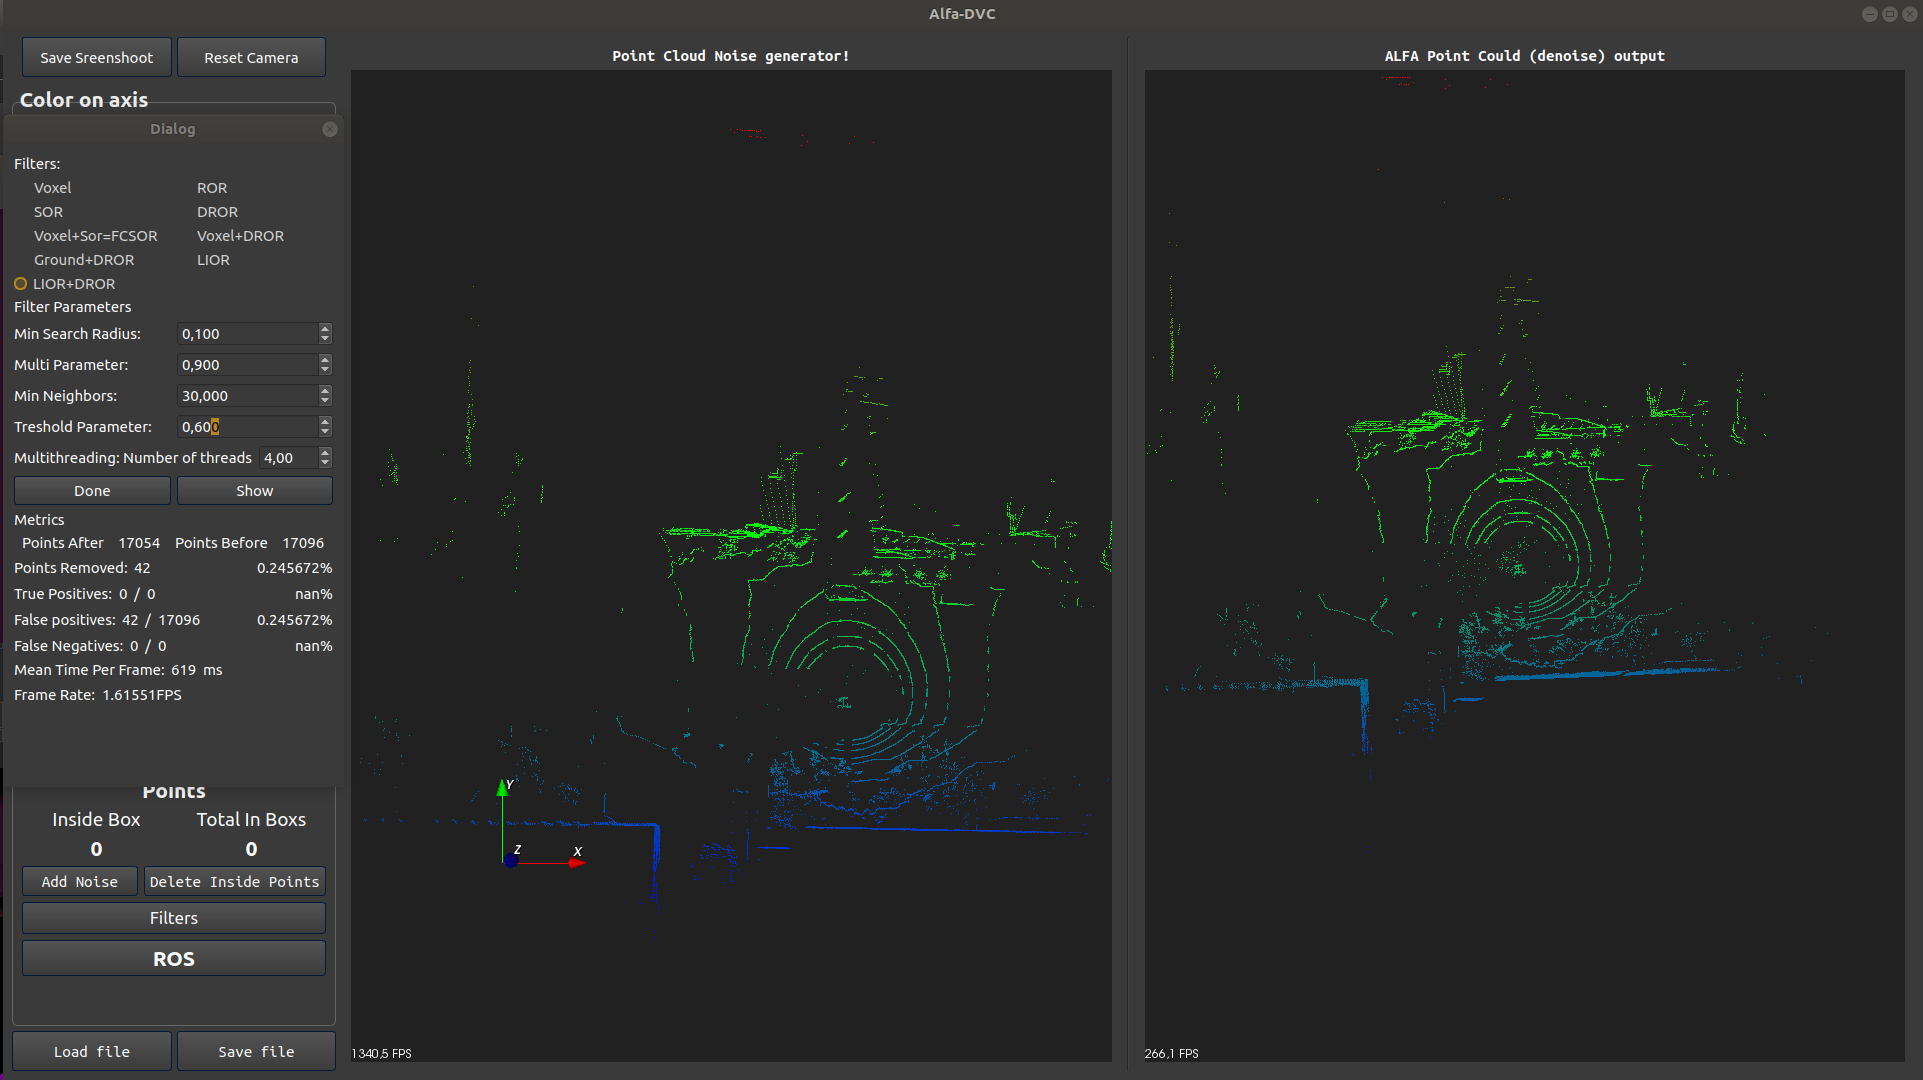 Alfa-DVC
Save Sreenshoot Reset Camera
Color on axis
Dialog
Filters:
Voxel ROR
SOR DROR
Voxel+Sor=FCSOR Voxel+DROR
Ground+DROR LIOR
LIOR+DROR
Filter Parameters
Min Search Radius: 0,100
Multi Parameter: 0,900
Min Neighbors: 30,000
Treshold Parameter: 0,600
Multithreading: Number of threads 4,00
Done Show
Metrics
Points After 17054 Points Before 17096
Points Removed: 42 0.245672%
True Positives: 0 / 0 nan%
False positives: 42 / 17096 0.245672%
False Negatives: 0 / 0 nan%
Mean Time Per Frame: 619 ms
Frame Rate: 1.61551FPS
Points
Inside Box Total In Boxs
0 0
Add Noise Delete Inside Points
Filters
ROS
Load file Save file
Point Cloud Noise generator!
Y
Z
X
1340,5 FPS
ALFA Point Could (denoise) output
266,1 FPS